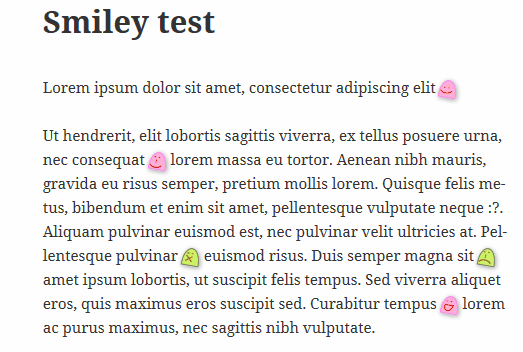 Smiley test
Lorem ipsum dolor sit amet, consectetur adipiscing elit
Ut hendrerit, elit lobortis sagittis viverra, ex tellus posuere urna,
nec consequat lorem massa eu tortor. Aenean nibh mauris,
gravida eu risus semper, pretium mollis lorem. Quisque felis me-
tus, bibendum et enim sit amet, pellentesque vulputate neque :?.
Aliquam pulvinar euismod est, nec pulvinar velit ultricies at. Pel-
lentesque pulvinar euismod risus. Duis semper magna sit
amet ipsum lobortis, ut suscipit felis tempus. Sed viverra aliquet
eros, quis maximus eros suscipit sed. Curabitur tempus lorem
ac purus maximus, nec sagittis nibh vulputate.